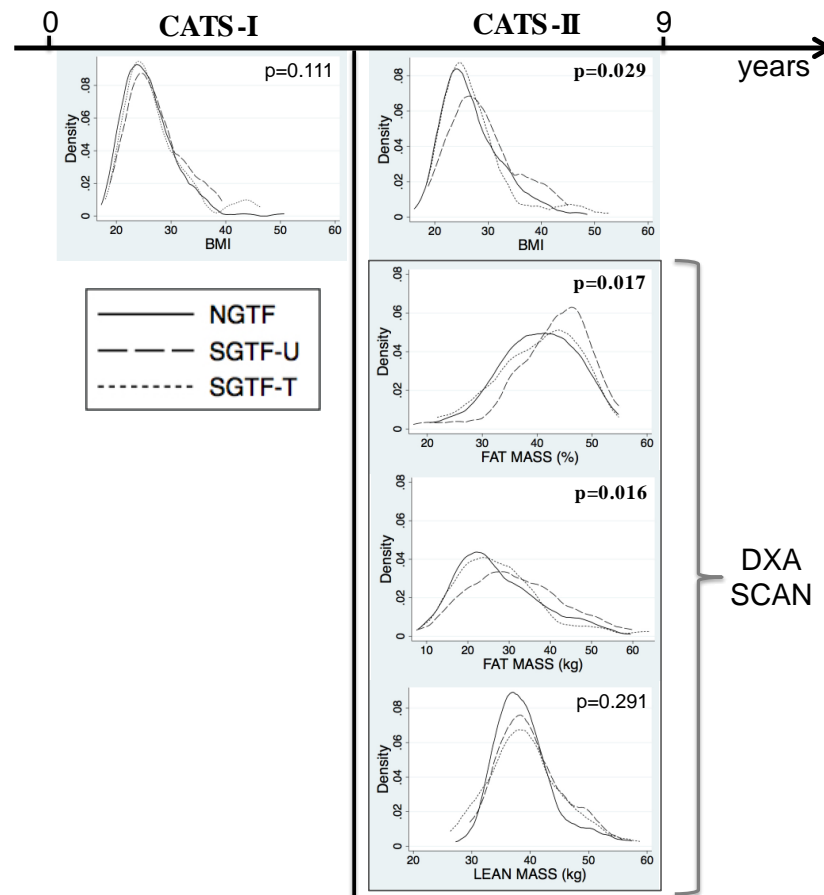 0 CATS-I CATS-II 9
years
p=0.111
Density
0 .02 .04 .06 .08
20 30 40 50 60
BMI
p=0.029
Density
0 .02 .04 .06 .08
20 30 40 50 60
BMI
NGTF
SGTF-U
SGTF-T
p=0.017
Density
0 .02 .04 .06 .08
20 30 40 50 60
FAT MASS (%)
p=0.016
Density
0 .02 .04 .06 .08
10 20 30 40 50 60
FAT MASS (kg)
p=0.291
Density
0 .02 .04 .06 .08
20 30 40 50 60
LEAN MASS (kg)
DXA
SCAN